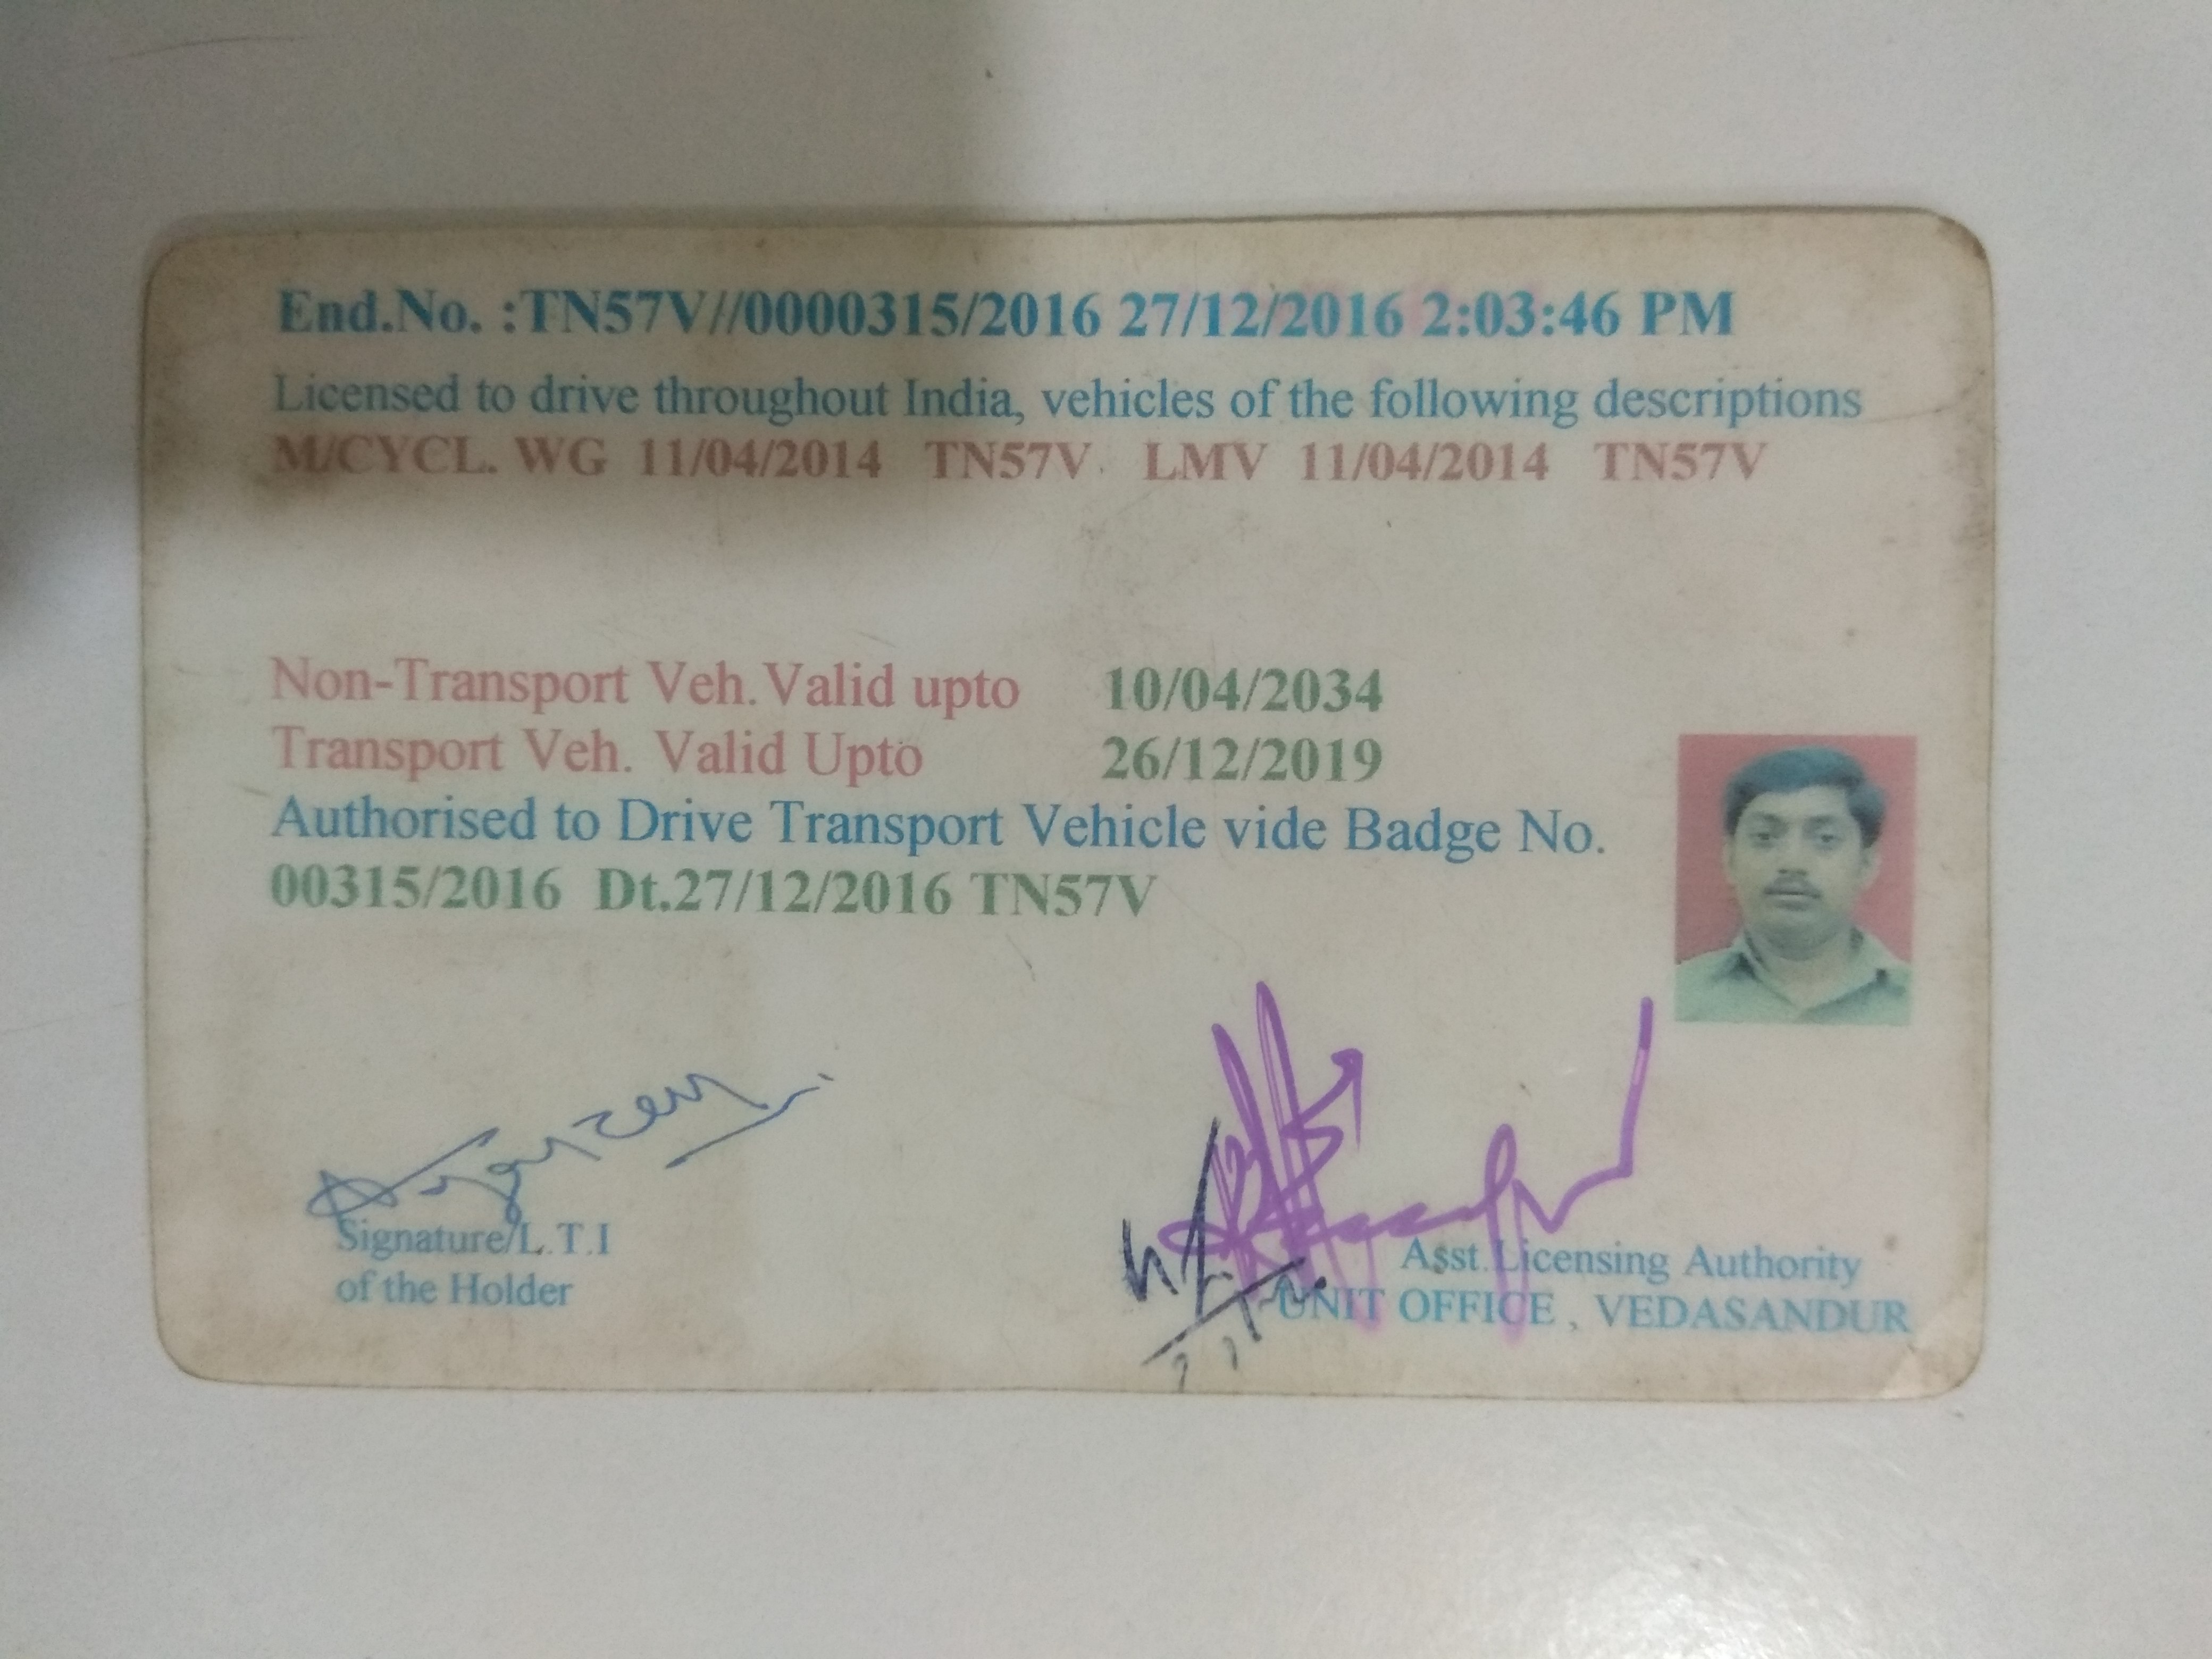 End.No. :TN57V//0000315/2016 27/12/2016 2:03:46 PM
Licensed to drive throughout India, vehicles of the following descriptions
M/CYCL. WG 11/04/2014 TN57V LMV 11/04/2014 TN57V
Non-Transport Veh. Valid upto 10/04/2034
Transport Veh. Valid Upto 26/12/2019
Authorised to Drive Transport Vehicle vide Badge No.
00315/2016 Dt.27/12/2016 TN57V
Signature/L.T.I
of the Holder
Asst. Licensing Authority
UNIT OFFICE , VEDASANDUR